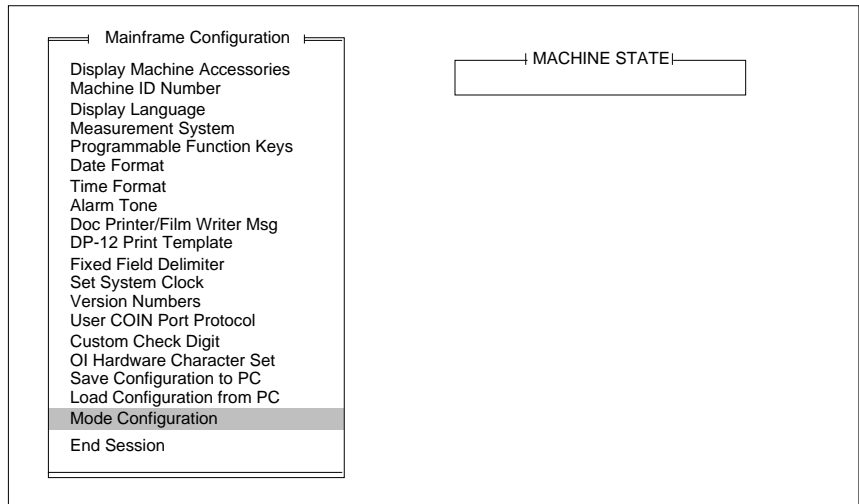 Mainframe Configuration
MACHINE STATE
Display Machine Accessories
Machine ID Number
Display Language
Measurement System
Programmable Function Keys
Date Format
Time Format
Alarm Tone
Doc Printer/Film Writer Msg
DP-12 Print Template
Fixed Field Delimiter
Set System Clock
Version Numbers
User COIN Port Protocol
Custom Check Digit
OI Hardware Character Set
Save Configuration to PC
Load Configuration from PC
Mode Configuration
End Session